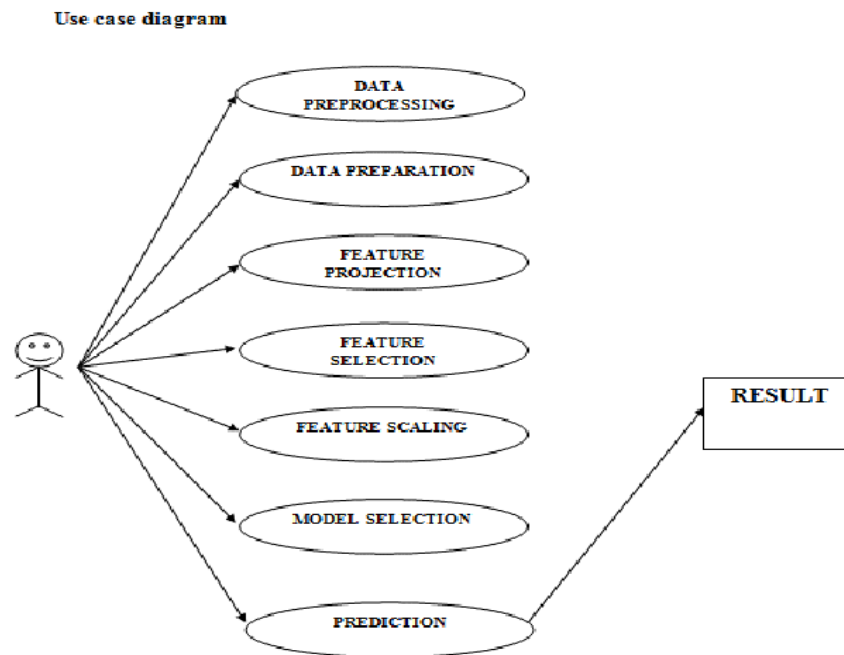 Use case diagram
DATA
PREPROCESSING
DATA PREPARATION
FEATURE
PROJECTION
FEATURE
SELECTION
FEATURE SCALING
MODEL SELECTION
PREDICTION
RESULT